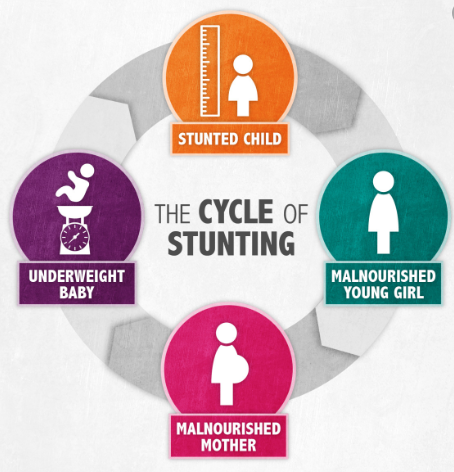 STUNTED CHILD
THE CYCLE OF
STUNTING
MALNOURISHED
YOUNG GIRL
MALNOURISHED
MOTHER
UNDERWEIGHT
BABY